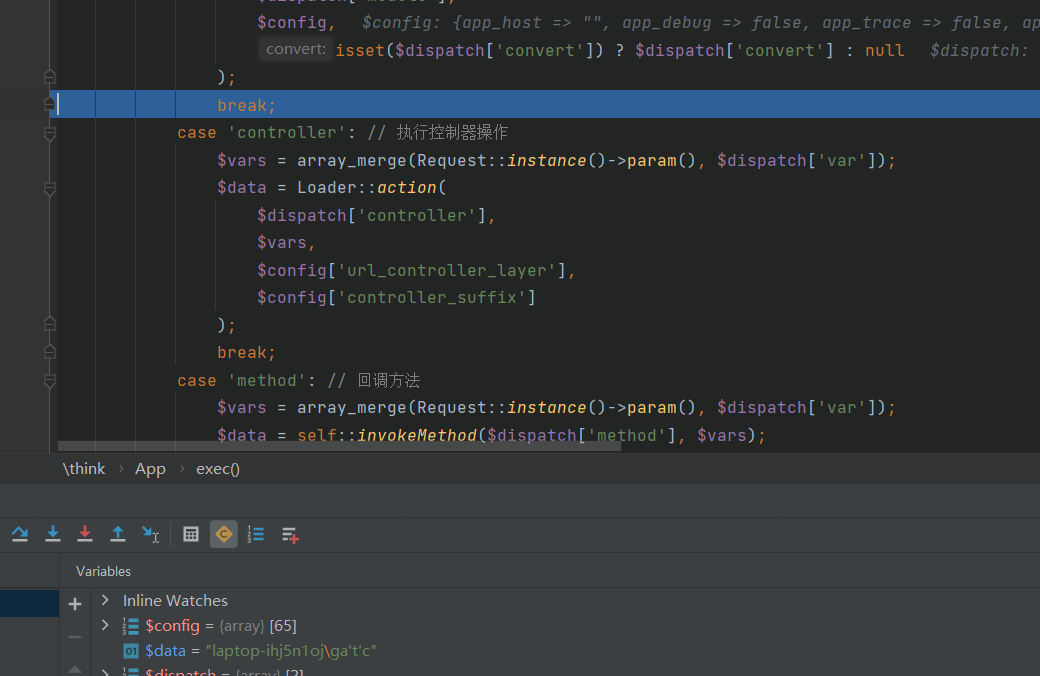 $config,   $config: {app_host => "", app_debug => false, app_trace => false, ap
convert: isset($dispatch['convert']) ? $dispatch['convert'] : null   $dispatch:
);
break;
case 'controller': // 执行控制器操作
$vars = array_merge(Request::instance()->param(), $dispatch['var']);
$data = Loader::action(
$dispatch['controller'],
$vars,
$config['url_controller_layer'],
$config['controller_suffix']
);
break;
case 'method': // 回调方法
$vars = array_merge(Request::instance()->param(), $dispatch['var']);
$data = self::invokeMethod($dispatch['method'], $vars);
\think › App › exec()
Variables
Inline Watches
$config = {array} [65]
$data = "laptop-ihj5n1oj\ga't'c"
$dispatch = {array} [2]